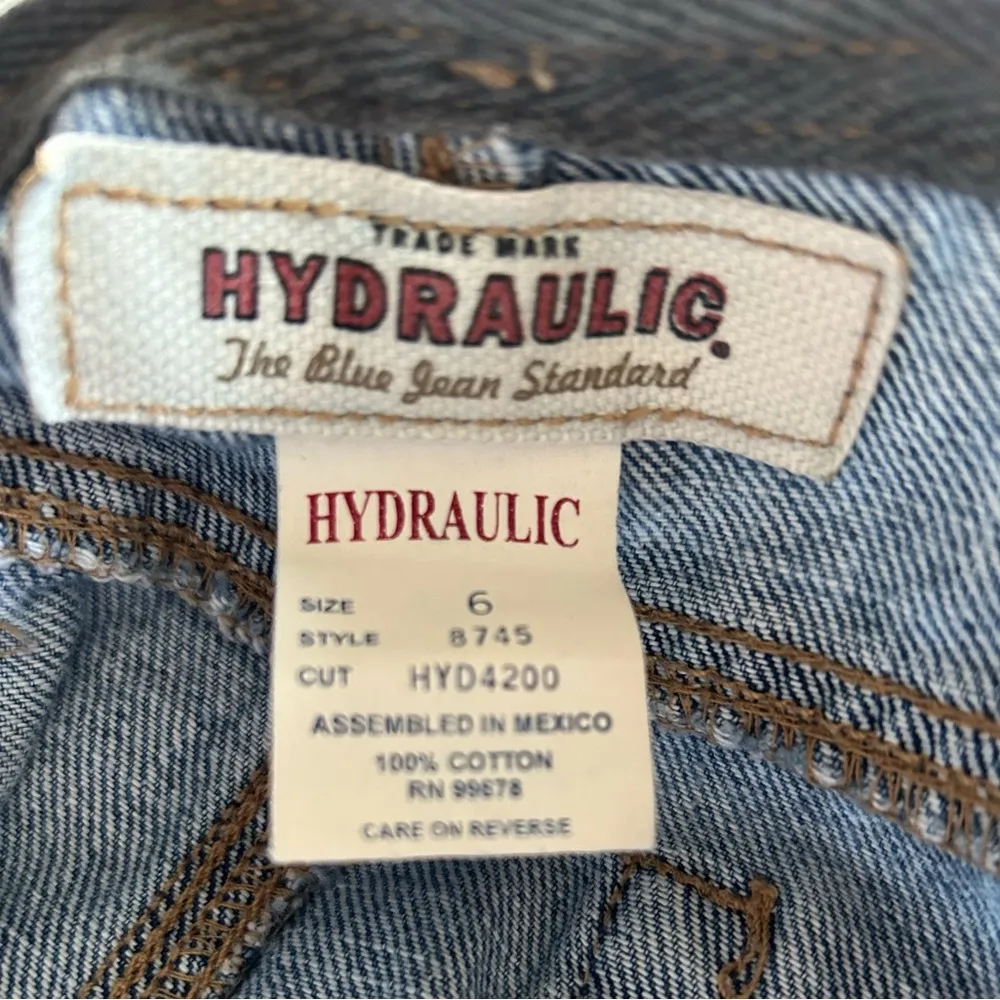 TRADE MARK
HYDRAULIC.
The Blue Jean Standard
HYDRAULIC
SIZE 6
STYLE 8745
CUT HYD4200
ASSEMBLED IN MEXICO
100% COTTON
RN 99678
CARE ON REVERSE